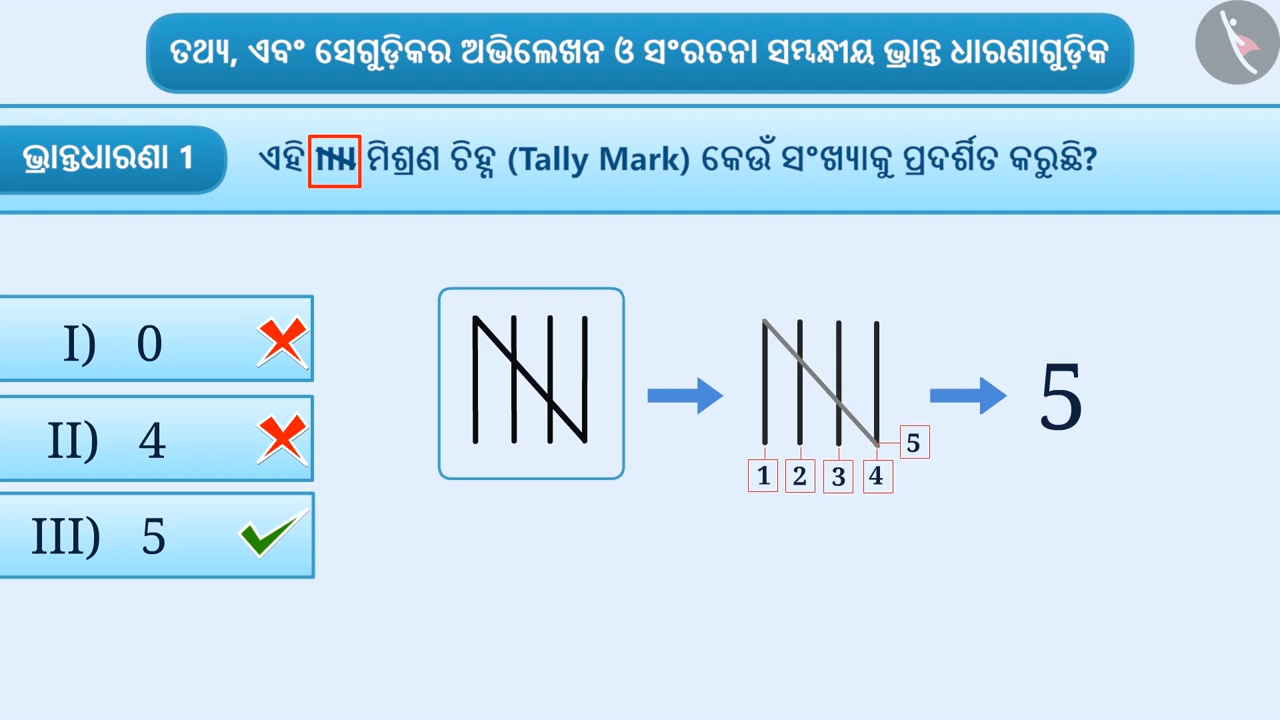 ତଥ୍ୟ, ଏବଂ ସେଗୁଡ଼ିକର ଅଭିଲେଖନ ଓ ସଂରଚନା ସମ୍ବନ୍ଧୀୟ ଭ୍ରାନ୍ତ ଧାରଣାଗୁଡ଼ିକ
ଭ୍ରାନ୍ତଧାରଣା 1
ଏହି ମିଶ୍ରଣ ଚିହ୍ନ (Tally Mark) କେଉଁ ସଂଖ୍ୟାକୁ ପ୍ରଦର୍ଶିତ କରୁଛି?
I) 0
II) 4
III) 5
1 2 3 4 5
5